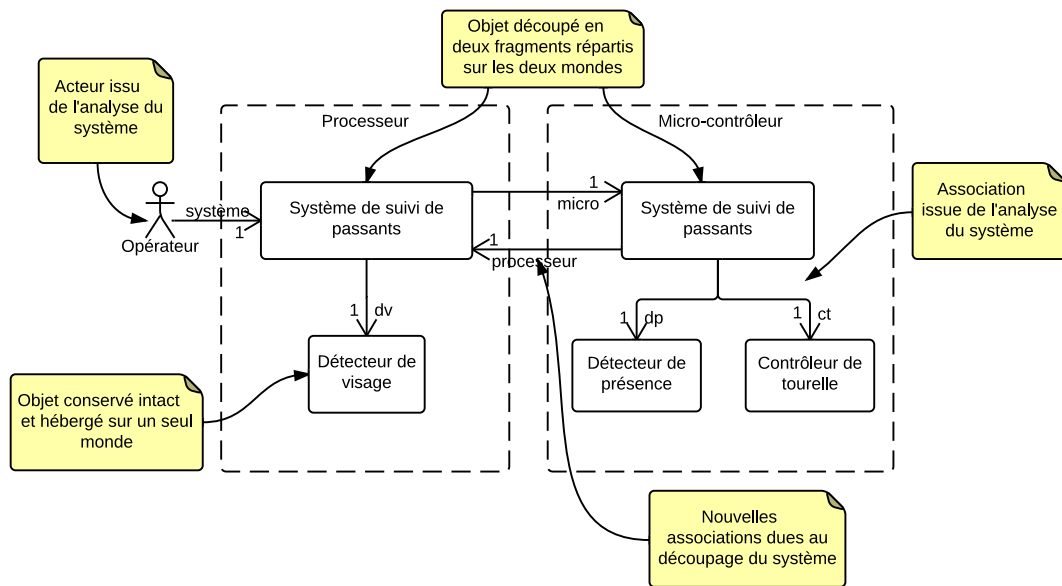 Objet découpé en
deux fragments répartis
sur les deux mondes
Acteur issu
de l'analyse du
système
Processeur
Micro-contrôleur
Association
issue de l'analyse
du système
Système de suivi de
passants
1
micro
Système de suivi de
passants
système
1
Opérateur
1
processeur
1 dv
1 dp
1 ct
Détecteur de
visage
Détecteur de
présence
Contrôleur de
tourelle
Objet conservé intact
et hébergé sur un seul
monde
Nouvelles
associations dues au
découpage du système